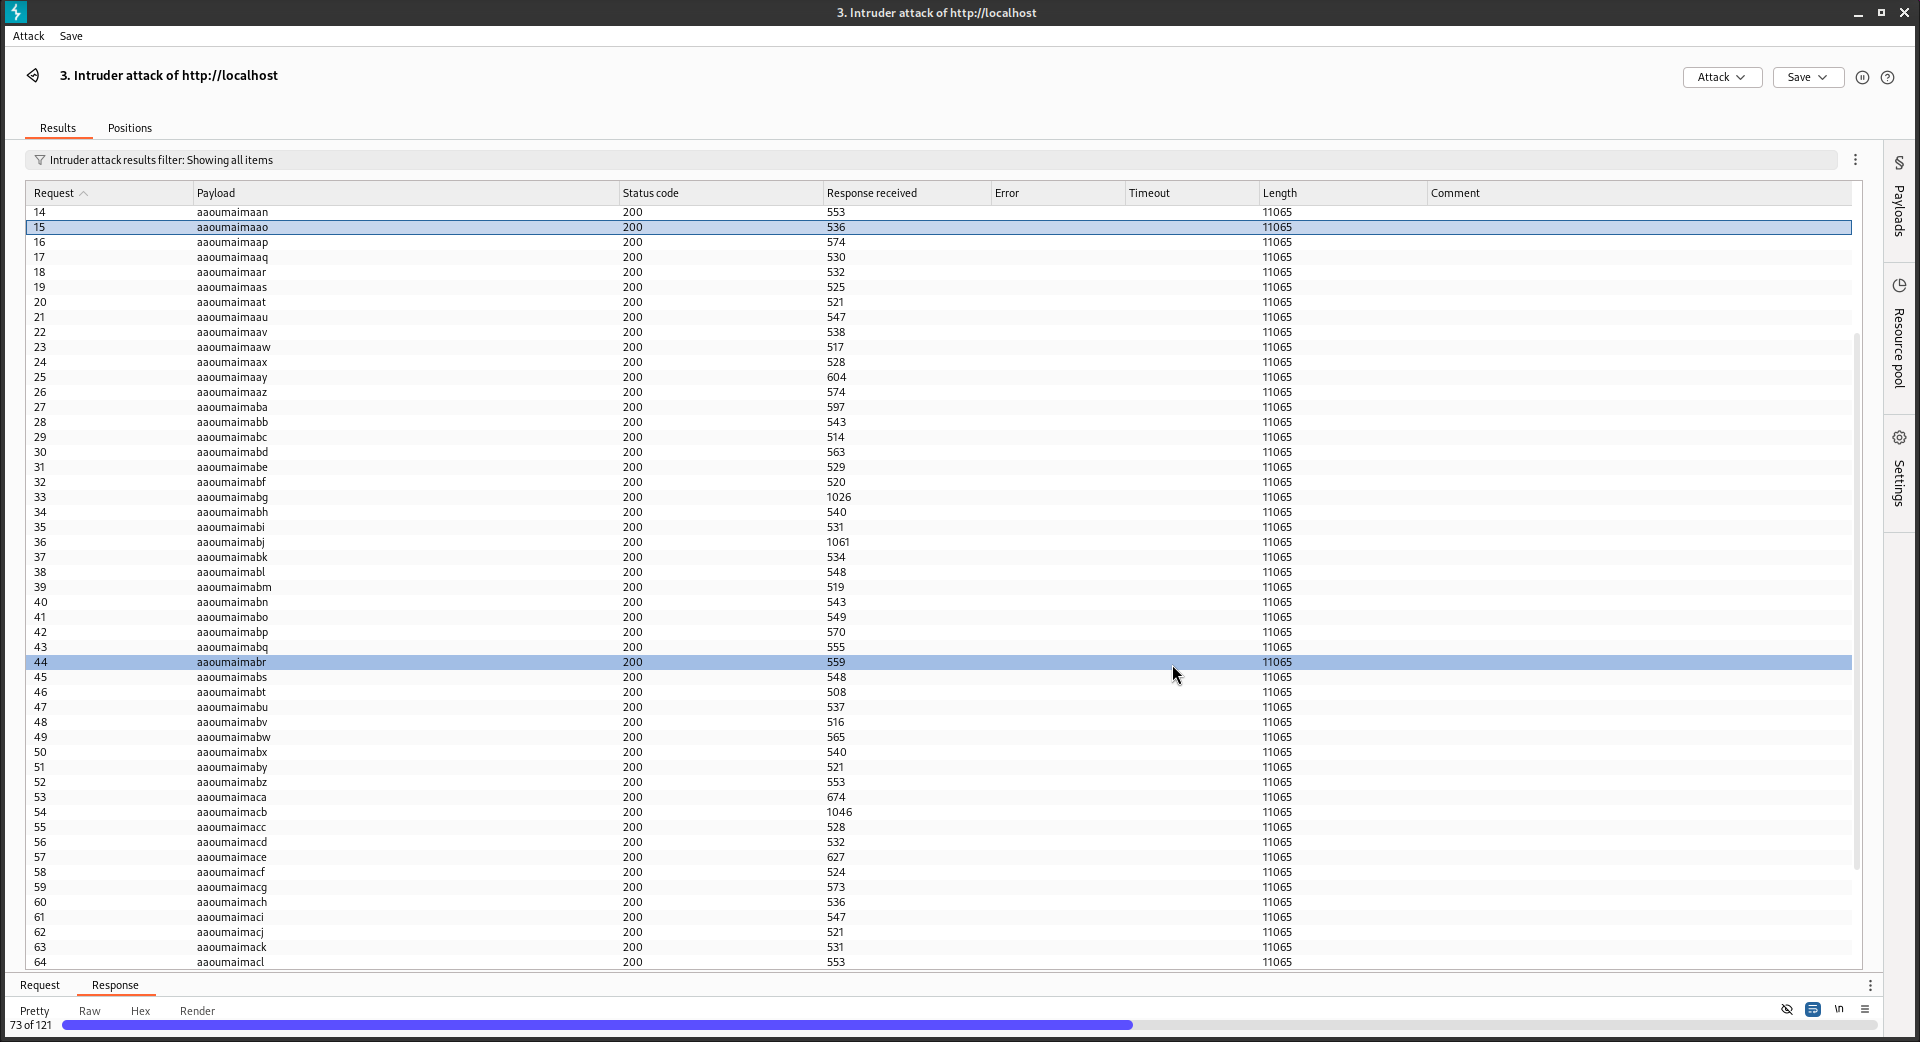 3. Intruder attack of http://localhost
Attack Save
3. Intruder attack of http://localhost
Attack Save
Results Positions
Intruder attack results filter: Showing all items
Request Payload Status code Response received Error Timeout Length Comment
14 aaoumaimaan 200 553 11065
15 aaoumaimaao 200 536 11065
16 aaoumaimaap 200 574 11065
17 aaoumaimaaq 200 530 11065
18 aaoumaimaar 200 532 11065
19 aaoumaimaas 200 525 11065
20 aaoumaimaat 200 521 11065
21 aaoumaimaau 200 547 11065
22 aaoumaimaav 200 538 11065
23 aaoumaimaaw 200 517 11065
24 aaoumaimaax 200 528 11065
25 aaoumaimaay 200 604 11065
26 aaoumaimaaz 200 574 11065
27 aaoumaimaba 200 597 11065
28 aaoumaimabb 200 543 11065
29 aaoumaimabc 200 514 11065
30 aaoumaimabd 200 563 11065
31 aaoumaimabe 200 529 11065
32 aaoumaimabf 200 520 11065
33 aaoumaimabg 200 1026 11065
34 aaoumaimabh 200 540 11065
35 aaoumaimabi 200 531 11065
36 aaoumaimabj 200 1061 11065
37 aaoumaimabk 200 534 11065
38 aaoumaimabl 200 548 11065
39 aaoumaimabm 200 519 11065
40 aaoumaimabn 200 543 11065
41 aaoumaimabo 200 549 11065
42 aaoumaimabp 200 570 11065
43 aaoumaimabq 200 555 11065
44 aaoumaimabr 200 559 11065
45 aaoumaimabs 200 548 11065
46 aaoumaimabt 200 508 11065
47 aaoumaimabu 200 537 11065
48 aaoumaimabv 200 516 11065
49 aaoumaimabw 200 565 11065
50 aaoumaimabx 200 540 11065
51 aaoumaimaby 200 521 11065
52 aaoumaimabz 200 553 11065
53 aaoumaimaca 200 674 11065
54 aaoumaimacb 200 1046 11065
55 aaoumaimacc 200 528 11065
56 aaoumaimacd 200 532 11065
57 aaoumaimace 200 627 11065
58 aaoumaimacf 200 524 11065
59 aaoumaimacg 200 573 11065
60 aaoumaimach 200 536 11065
61 aaoumaimaci 200 547 11065
62 aaoumaimacj 200 521 11065
63 aaoumaimack 200 531 11065
64 aaoumaimacl 200 553 11065
Payloads
Resource pool
Settings
Request Response
Pretty Raw Hex Render \n
73 of 121